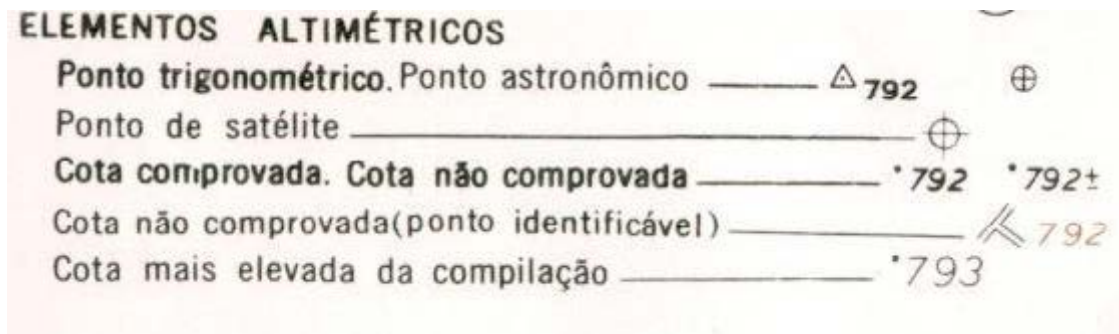 ELEMENTOS ALTIMÉTRICOS
Ponto trigonométrico. Ponto astronômico 792
Ponto de satélite
Cota comprovada. Cota não comprovada 792 792±
Cota não comprovada(ponto identificável) 792
Cota mais elevada da compilação 793